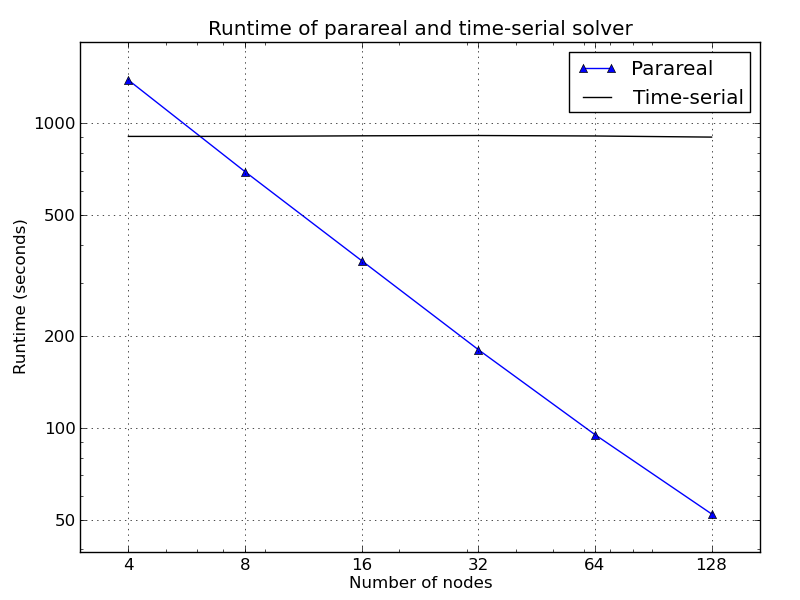 Runtime of parareal and time-serial solver
Parareal
Time-serial
1000
500
200
100
50
Runtime (seconds)
4 8 16 32 64 128
Number of nodes